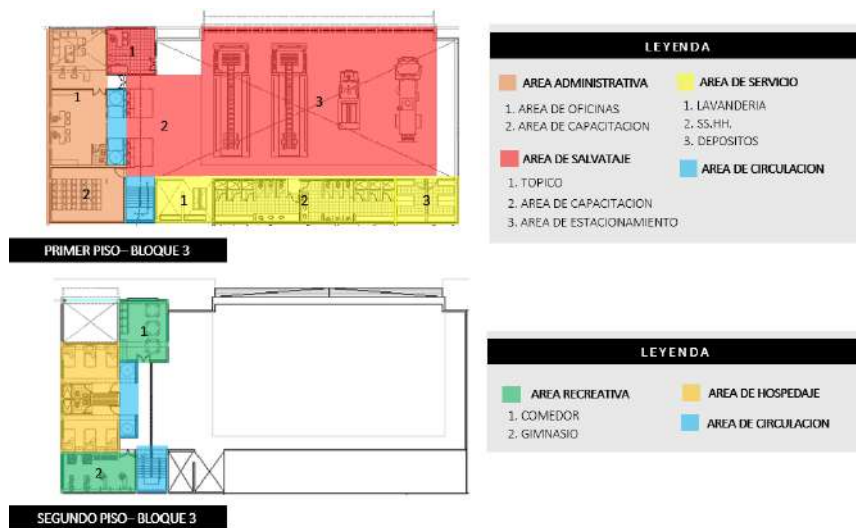 1
1
2
3
2
1
2
3
PRIMER PISO– BLOQUE 3
LEYENDA
AREA ADMINISTRATIVA
1. AREA DE OFICINAS
2. AREA DE CAPACITACION
AREA DE SALVATAJE
1. TOPICO
2. AREA DE CAPACITACION
3. AREA DE ESTACIONAMIENTO
AREA DE SERVICIO
1. LAVANDERIA
2. SS.HH.
3. DEPOSITOS
AREA DE CIRCULACION
1
2
SEGUNDO PISO– BLOQUE 3
LEYENDA
AREA RECREATIVA
1. COMEDOR
2. GIMNASIO
AREA DE HOSPEDAJE
AREA DE CIRCULACION